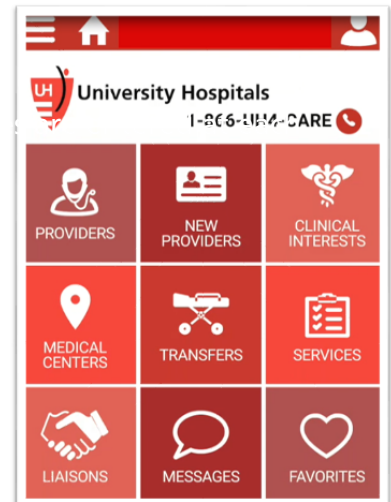 UH University Hospitals
1-866-UH4-CARE
PROVIDERS
NEW
PROVIDERS
CLINICAL
INTERESTS
MEDICAL
CENTERS
TRANSFERS
SERVICES
LIAISONS
MESSAGES
FAVORITES